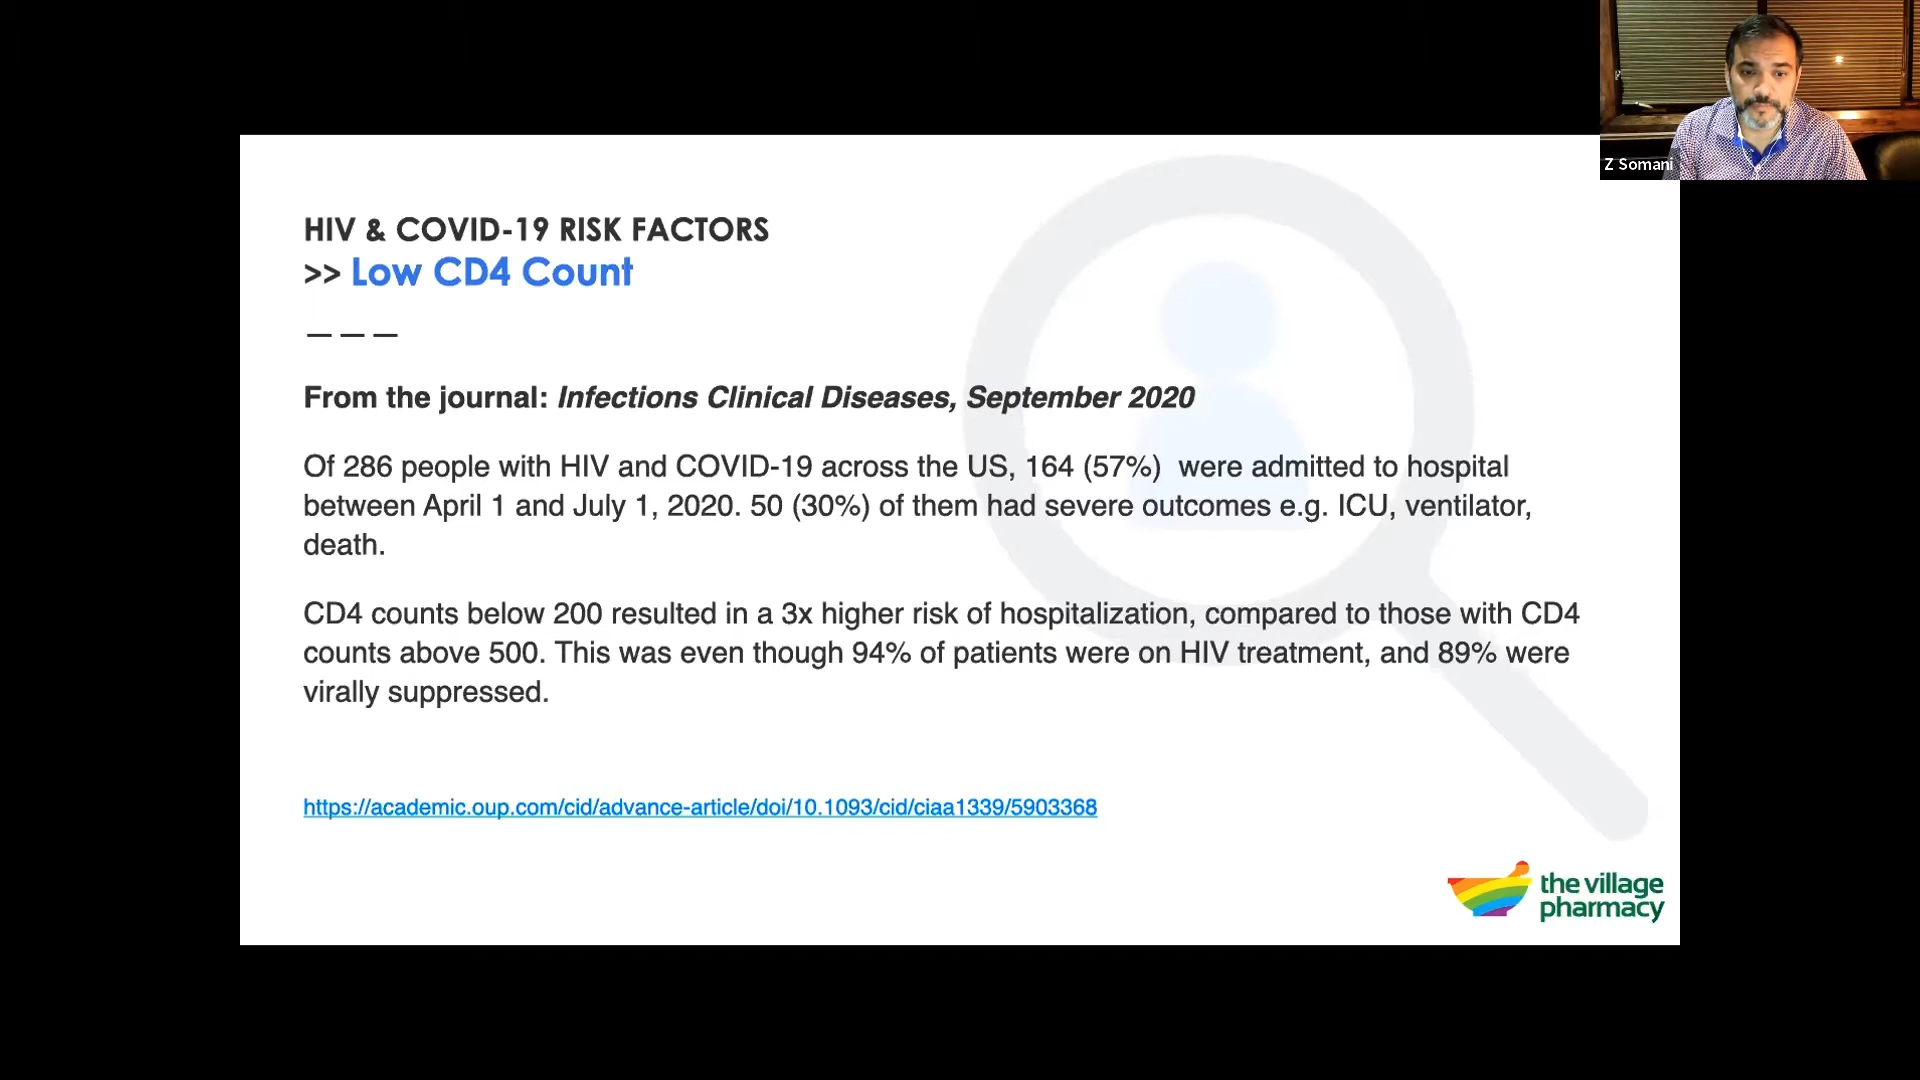 Z Somani
HIV & COVID-19 RISK FACTORS
>> Low CD4 Count
— — —
From the journal: Infections Clinical Diseases, September 2020
Of 286 people with HIV and COVID-19 across the US, 164 (57%) were admitted to hospital
between April 1 and July 1, 2020. 50 (30%) of them had severe outcomes e.g. ICU, ventilator,
death.
CD4 counts below 200 resulted in a 3x higher risk of hospitalization, compared to those with CD4
counts above 500. This was even though 94% of patients were on HIV treatment, and 89% were
virally suppressed.
https://academic.oup.com/cid/advance-article/doi/10.1093/cid/ciaa1339/5903368
the village
pharmacy